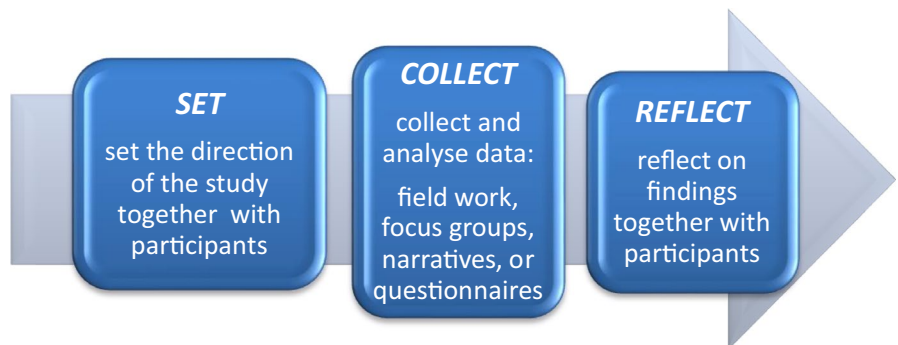 SET
set the direction
of the study
together with
participants
COLLECT
collect and
analyse data:
field work,
focus groups,
narratives, or
questionnaires
REFLECT
reflect on
findings
together with
participants